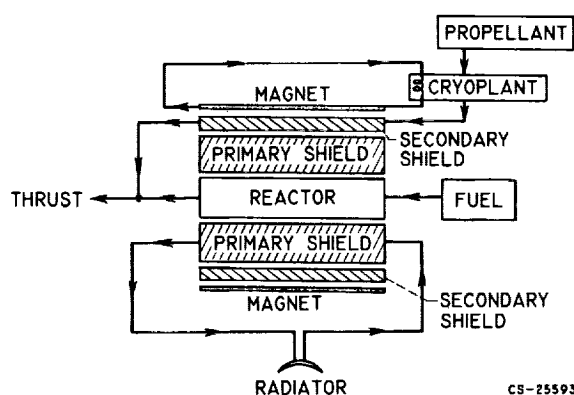 PROPELLANT
CRYOPLANT
MAGNET
SECONDARY
SHIELD
PRIMARY SHIELD
THRUST
REACTOR
FUEL
PRIMARY SHIELD
SECONDARY
SHIELD
MAGNET
RADIATOR
CS-25593